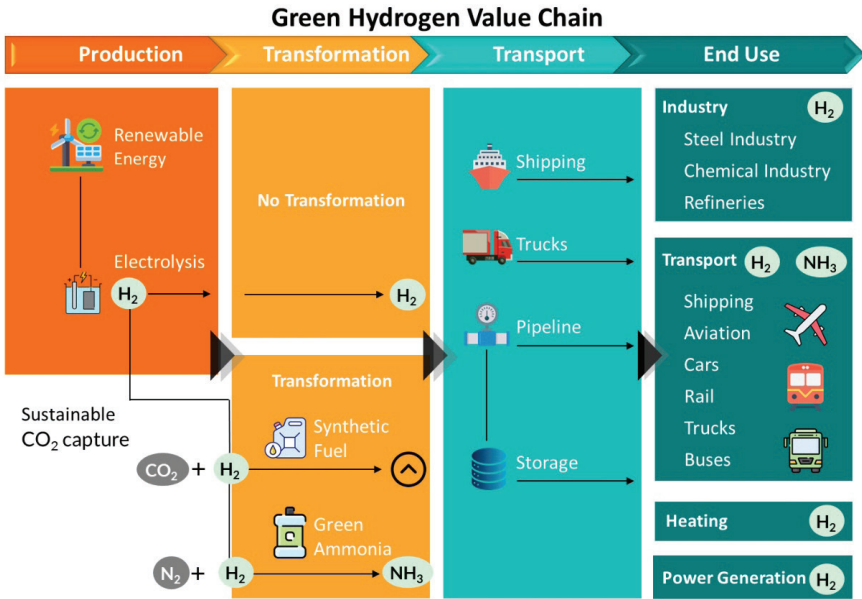 Green Hydrogen Value Chain
Production
Transformation
Transport
End Use
Renewable
Energy
Electrolysis
H₂
No Transformation
H₂
Transformation
Sustainable
CO₂ capture
Synthetic
Fuel
CO₂ + H₂
Green
Ammonia
N₂ + H₂
NH₃
Shipping
Trucks
Pipeline
Storage
Industry H₂
Steel Industry
Chemical Industry
Refineries
Transport H₂ NH₃
Shipping
Aviation
Cars
Rail
Trucks
Buses
Heating H₂
Power Generation H₂